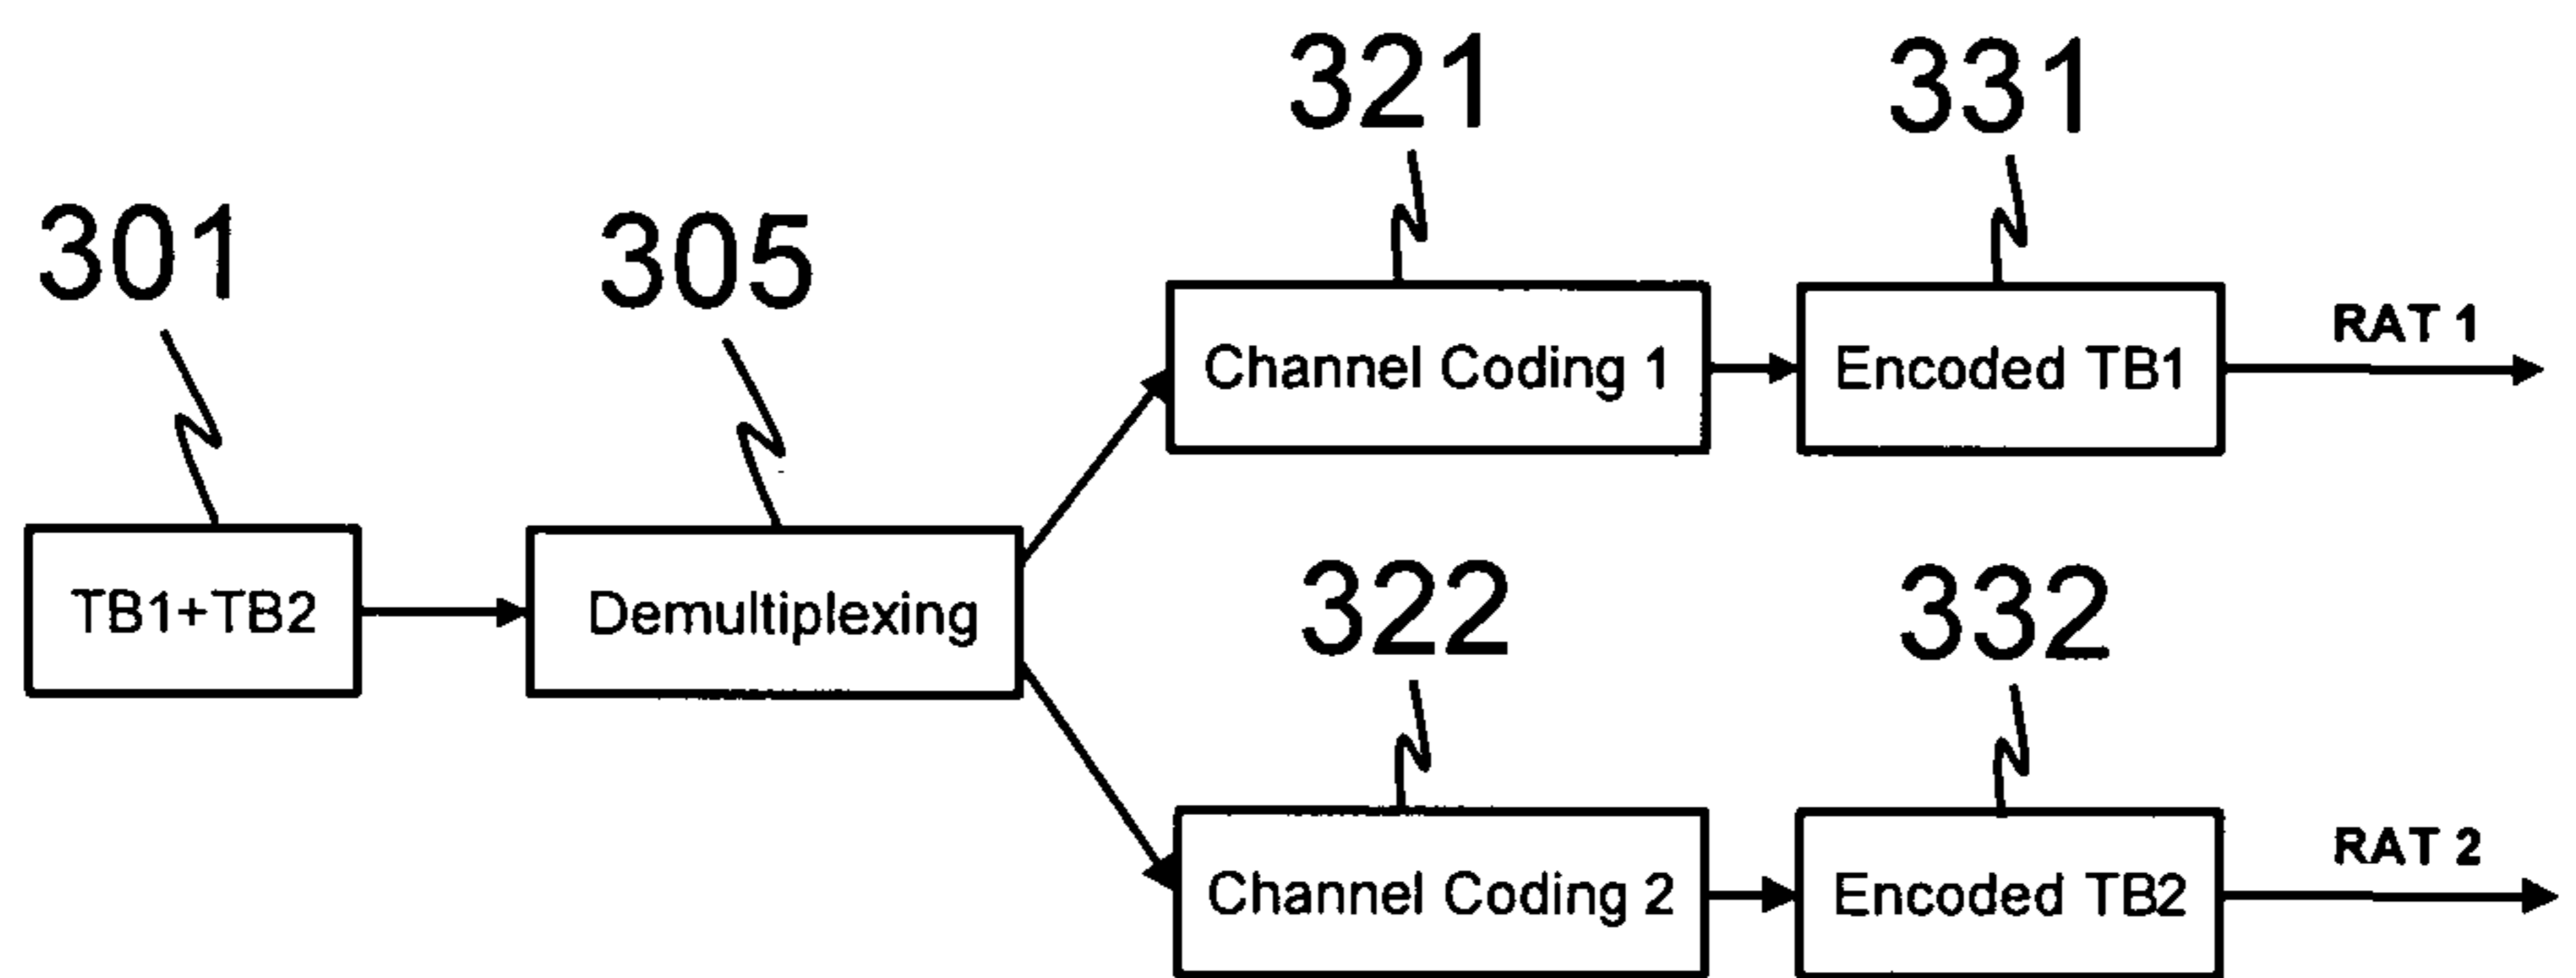 321
331
301
305
RAT 1
Channel Coding 1
Encoded TB1
322
332
TB1+TB2
Demultiplexing
RAT 2
Channel Coding 2
Encoded TB2